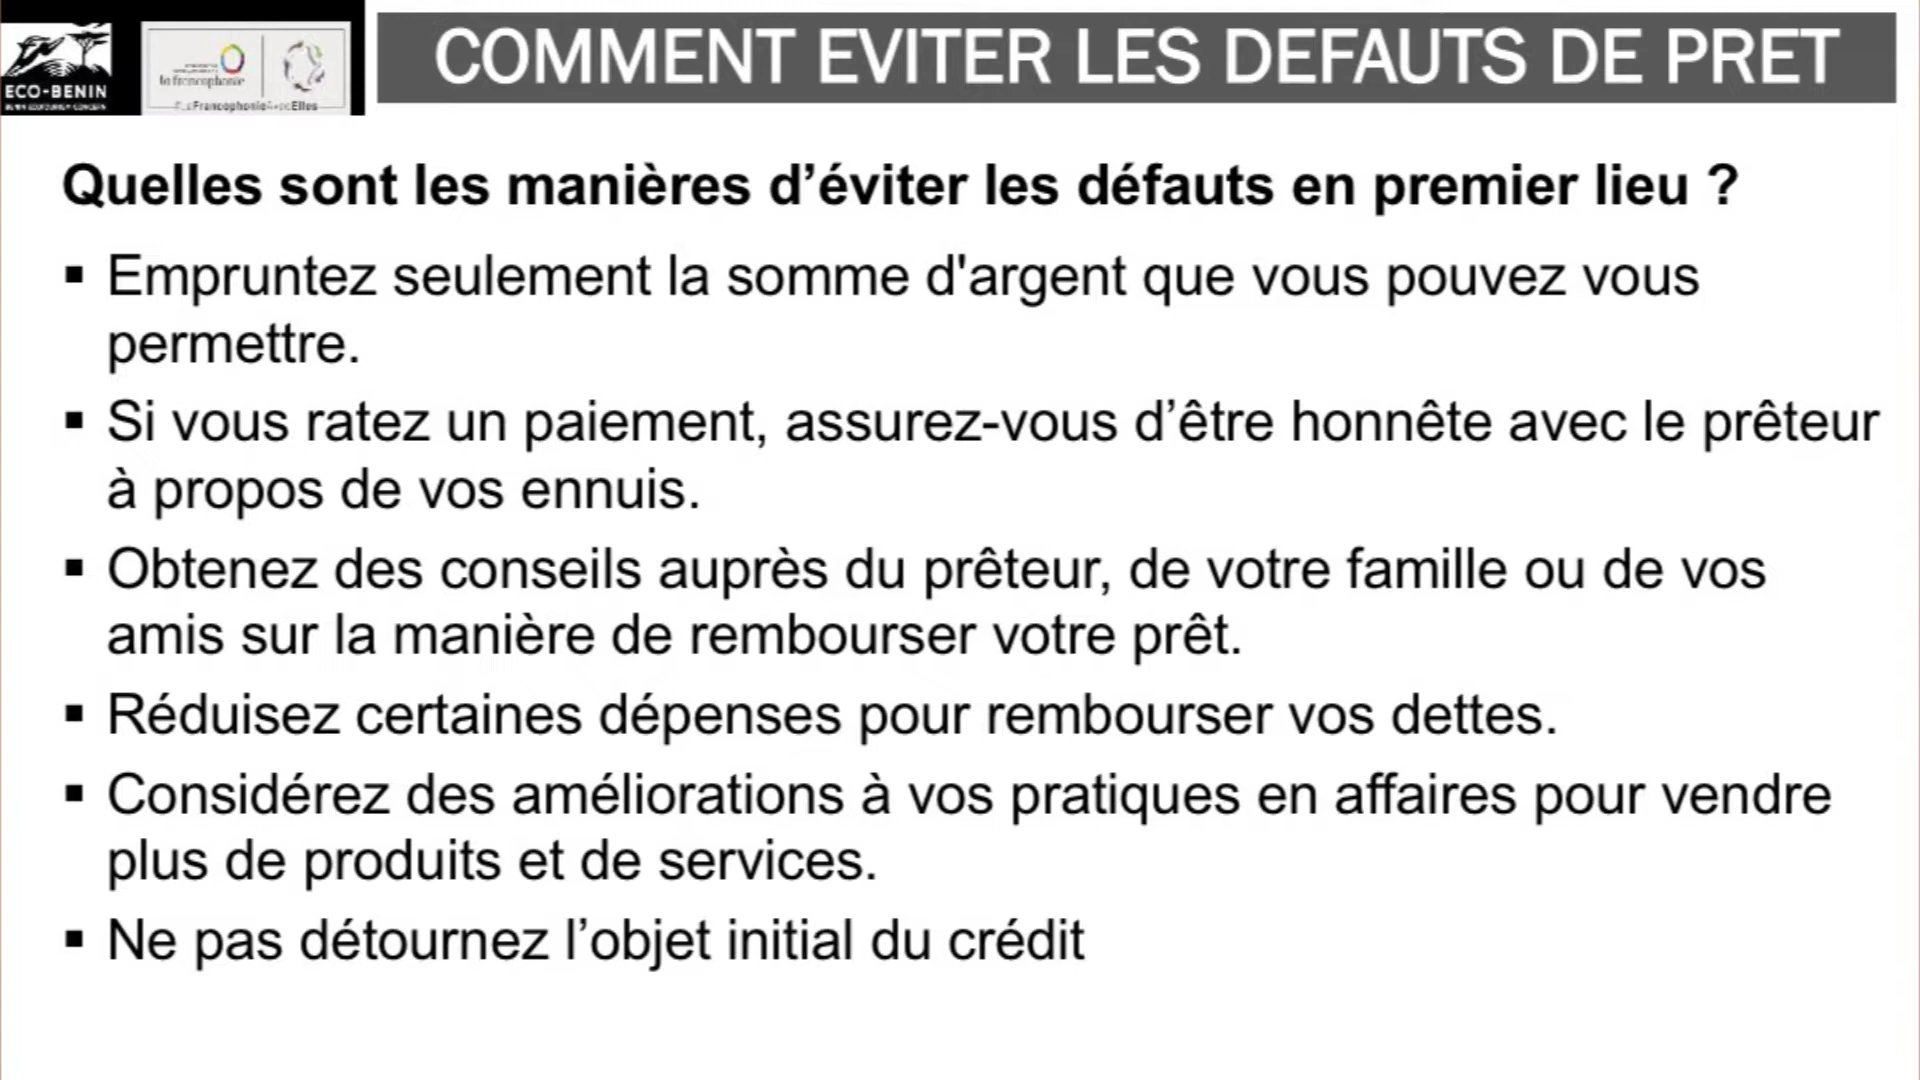 COMMENT EVITER LES DEFAUTS DE PRET
ECO-BENIN
BENIN ECOTOURISM CONCERN
la francophonie
Quelles sont les manières d’éviter les défauts en premier lieu ?
▪ Empruntez seulement la somme d'argent que vous pouvez vous
permettre.
▪ Si vous ratez un paiement, assurez-vous d’être honnête avec le prêteur
à propos de vos ennuis.
▪ Obtenez des conseils auprès du prêteur, de votre famille ou de vos
amis sur la manière de rembourser votre prêt.
▪ Réduisez certaines dépenses pour rembourser vos dettes.
▪ Considérez des améliorations à vos pratiques en affaires pour vendre
plus de produits et de services.
▪ Ne pas détournez l’objet initial du crédit